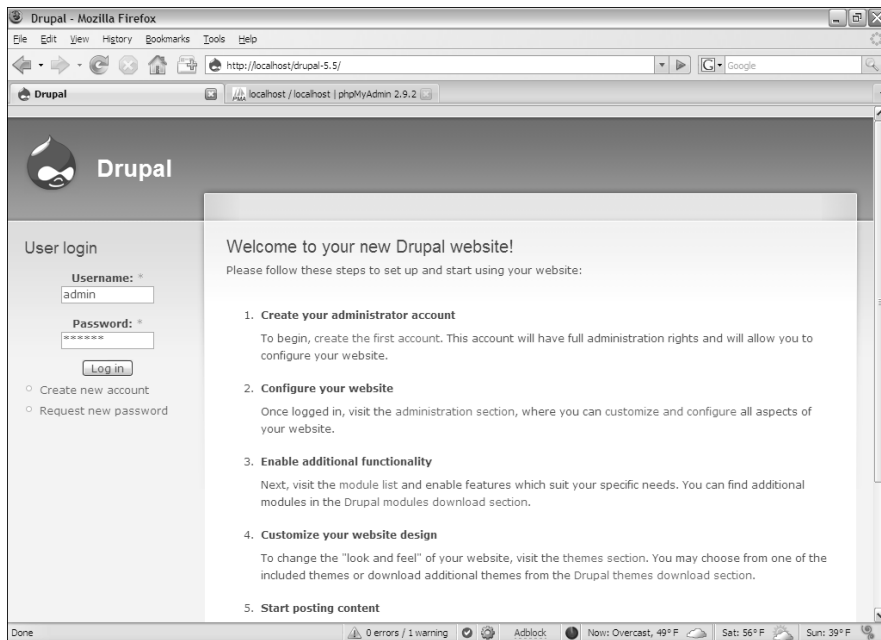 Drupal - Mozilla Firefox
File Edit View History Bookmarks Tools Help
http://localhost/drupal-5.5/
G Google
Drupal
localhost / localhost | phpMyAdmin 2.9.2
Drupal
User login
Username: *
admin
Password: *
******
Log in
Create new account
Request new password
Welcome to your new Drupal website!
Please follow these steps to set up and start using your website:
1. Create your administrator account
To begin, create the first account. This account will have full administration rights and will allow you to
configure your website.
2. Configure your website
Once logged in, visit the administration section, where you can customize and configure all aspects of
your website.
3. Enable additional functionality
Next, visit the module list and enable features which suit your specific needs. You can find additional
modules in the Drupal modules download section.
4. Customize your website design
To change the "look and feel" of your website, visit the themes section. You may choose from one of the
included themes or download additional themes from the Drupal themes download section.
5. Start posting content
Done
0 errors / 1 warning
Adblock
Now: Overcast, 49° F
Sat: 56° F
Sun: 39° F